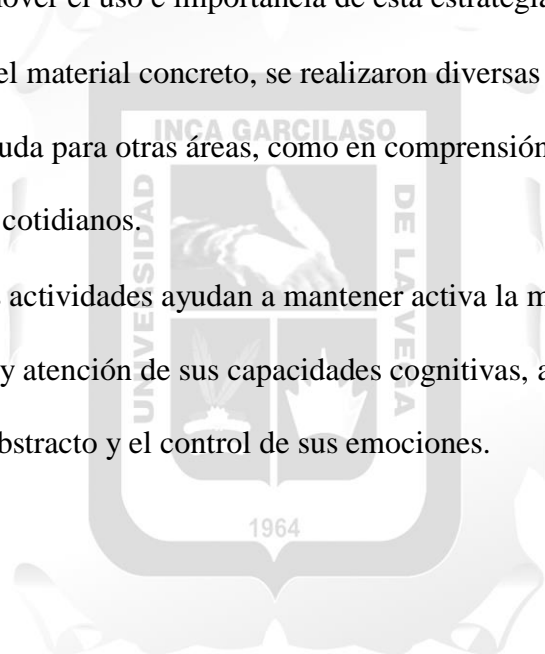 over el uso e importancia de esta estrategia
el material concreto, se realizaron diversas
INCA GARCILASO
uda para otras áreas, como en comprensión
cotidianos.
UNIVERSIDAD
DE LA VEGA
actividades ayudan a mantener activa la m
y atención de sus capacidades cognitivas, a
bstracto y el control de sus emociones.
1964